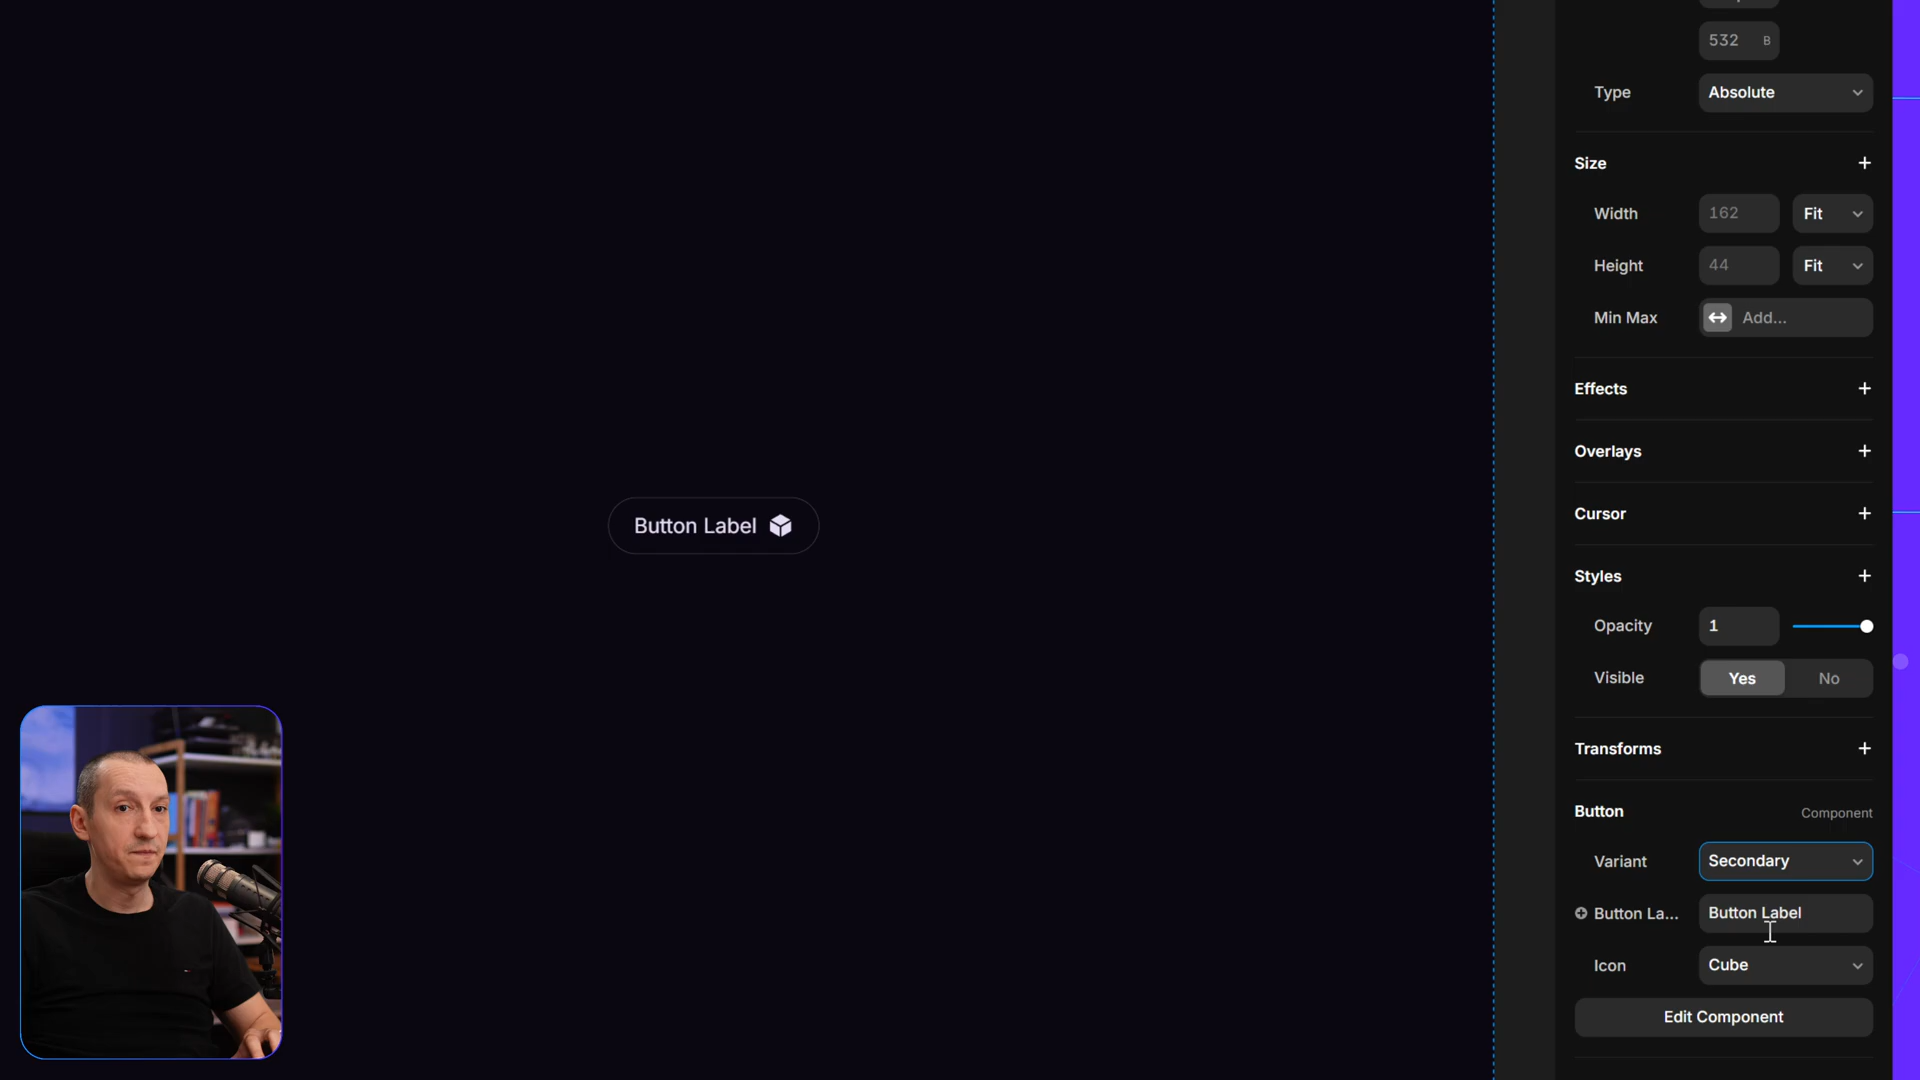 532 B
Type Absolute
Size
Width 162 Fit
Height 44 Fit
Min Max Add...
Effects
Overlays
Cursor
Button Label
Styles
Opacity 1
Visible Yes No
Transforms
Button Component
Variant Secondary
Button La... Button Label
Icon Cube
Edit Component